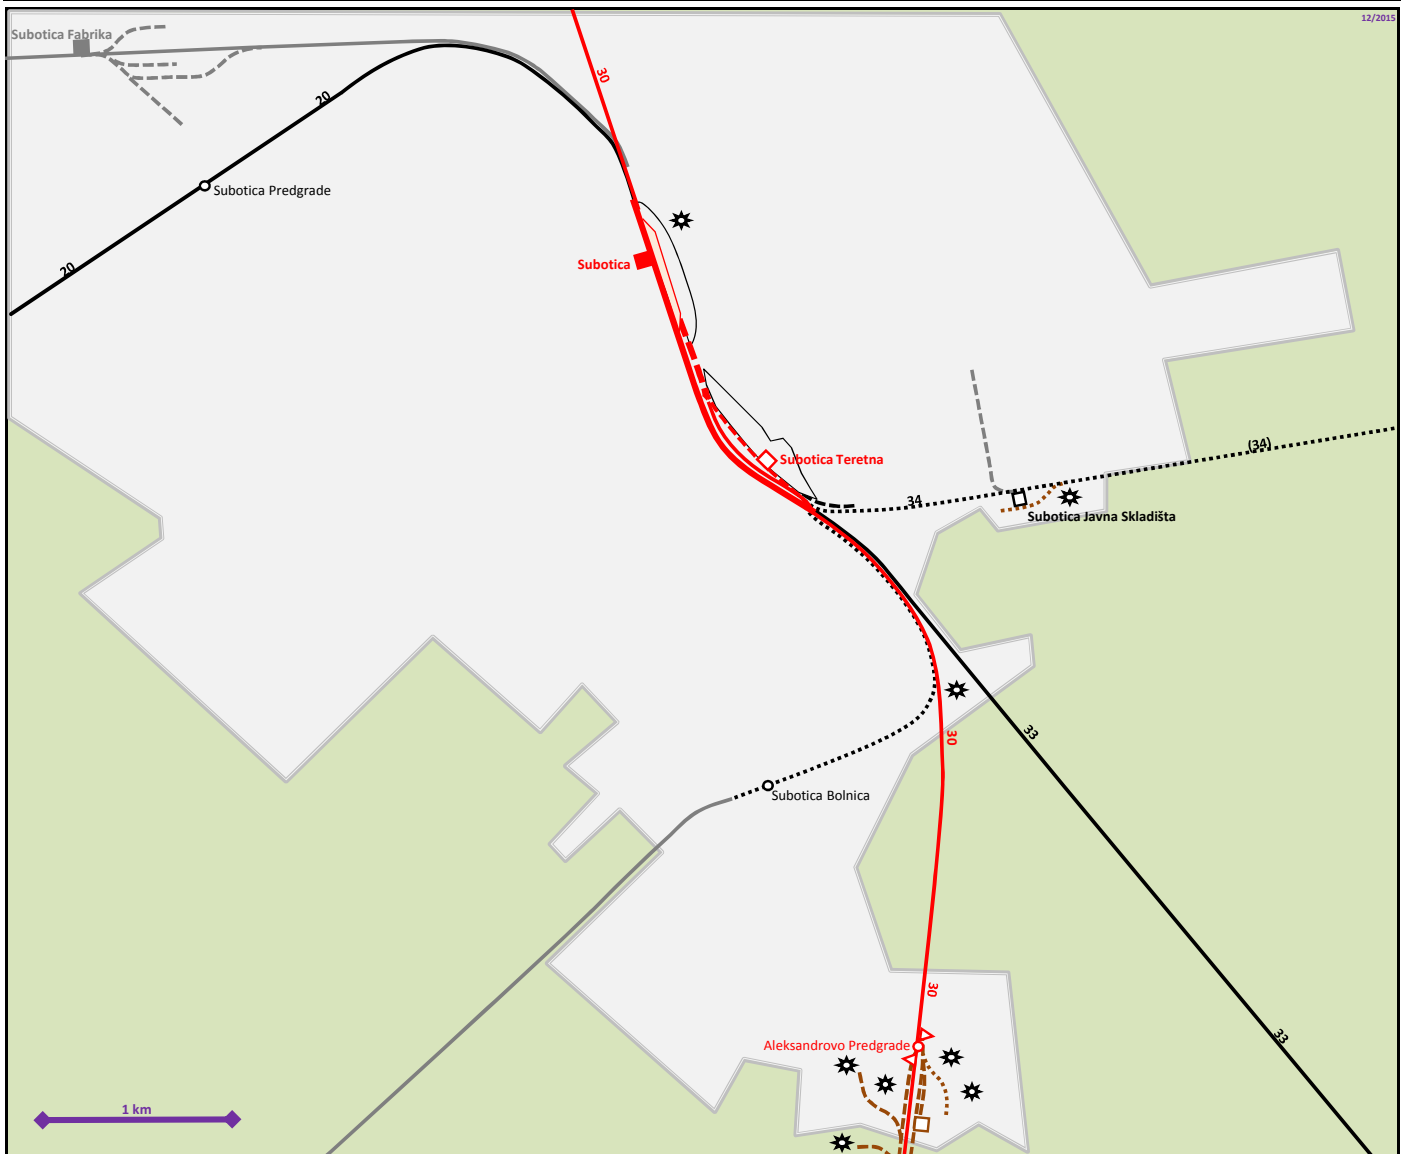 12/2015
Subotica Fabrika
30
20
Subotica Predgrade
20
Subotica
(34)
Subotica Teretna
34
Subotica Javna Skladišta
30
33
Subotica Bolnica
30
33
Aleksandrovo Predgrade
1 km